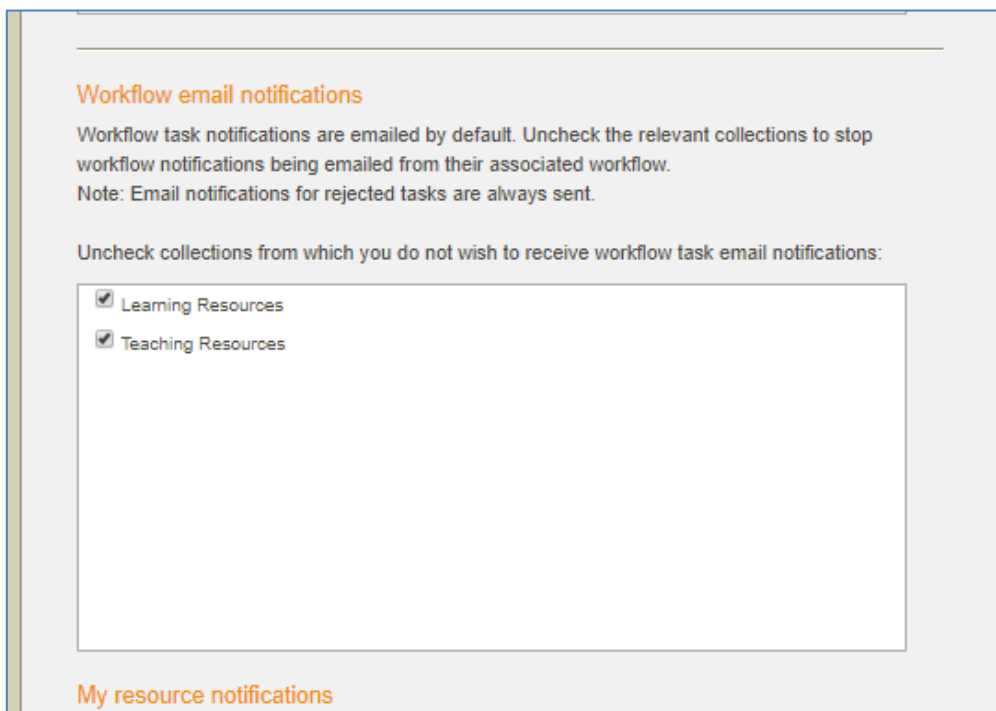 Workflow email notifications
Workflow task notifications are emailed by default. Uncheck the relevant collections to stop
workflow notifications being emailed from their associated workflow.
Note: Email notifications for rejected tasks are always sent.
Uncheck collections from which you do not wish to receive workflow task email notifications:
Learning Resources
Teaching Resources
My resource notifications